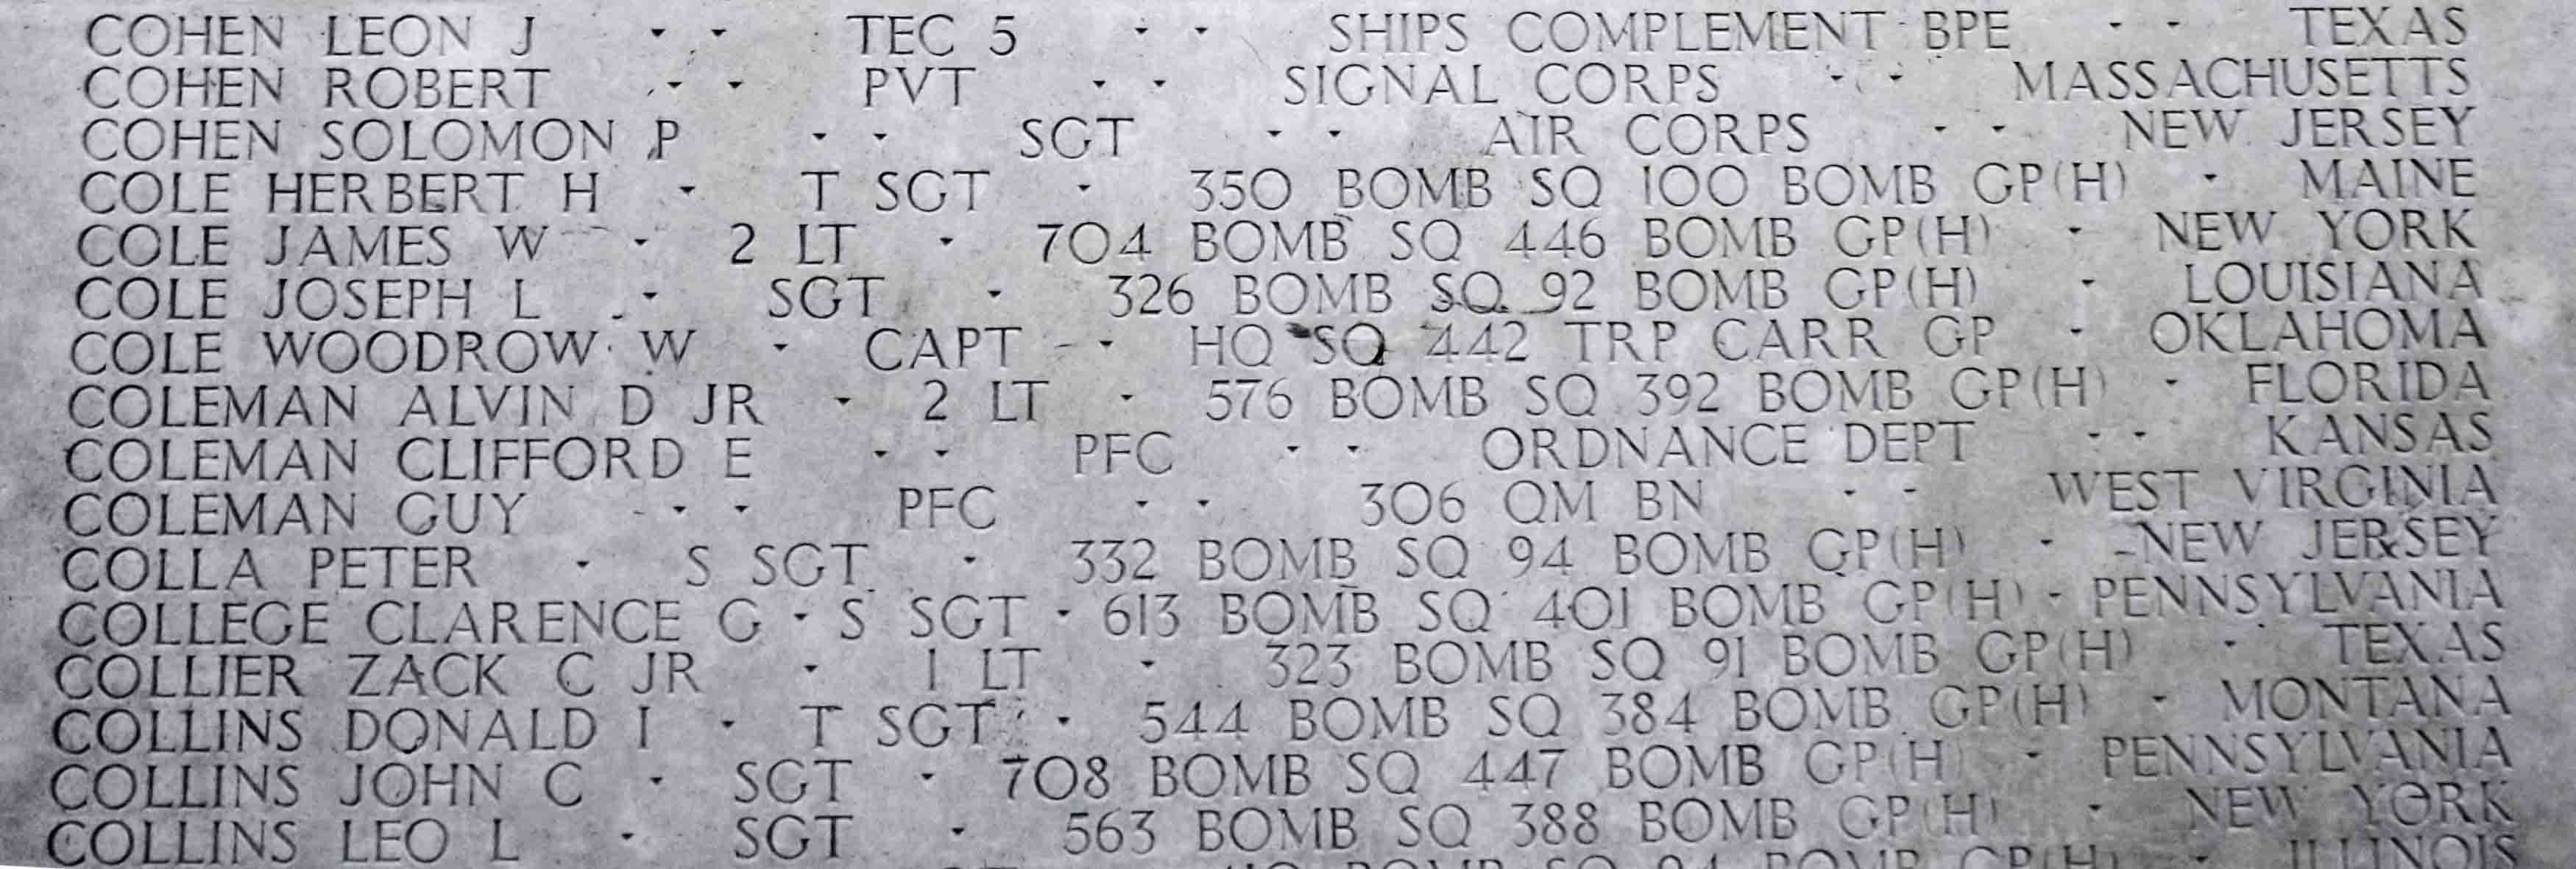 COHEN LEON J · · TEC 5 · · SHIPS COMPLEMENT BPE · · TEXAS
COHEN ROBERT · · PVT · · SIGNAL CORPS · · MASSACHUSETTS
COHEN SOLOMON P · · SGT · · AIR CORPS · · NEW JERSEY
COLE HERBERT H · T SGT · 350 BOMB SQ 100 BOMB GP(H) · MAINE
COLE JAMES W · 2 LT · 704 BOMB SQ 446 BOMB GP(H) · NEW YORK
COLE JOSEPH L · SGT · 326 BOMB SQ 92 BOMB GP(H) · LOUISIANA
COLE WOODROW W · CAPT · HQ SQ 442 TRP CARR GP · OKLAHOMA
COLEMAN ALVIN D JR · 2 LT · 576 BOMB SQ 392 BOMB GP(H) · FLORIDA
COLEMAN CLIFFORD E · · PFC · · ORDNANCE DEPT · · KANSAS
COLEMAN GUY · · PFC · · 306 QM BN · · WEST VIRGINIA
COLLA PETER · S SGT · 332 BOMB SQ 94 BOMB GP(H) · NEW JERSEY
COLLEGE CLARENCE G · S SGT · 613 BOMB SQ 401 BOMB GP(H) · PENNSYLVANIA
COLLIER ZACK C JR · 1 LT · 323 BOMB SQ 91 BOMB GP(H) · TEXAS
COLLINS DONALD I · T SGT · 544 BOMB SQ 384 BOMB GP(H) · MONTANA
COLLINS JOHN C · SGT · 708 BOMB SQ 447 BOMB GP(H) · PENNSYLVANIA
COLLINS LEO L · SGT · 563 BOMB SQ 388 BOMB GP(H) · NEW YORK
BOMB SQ 94 BOMB GP(H) · ILLINOIS